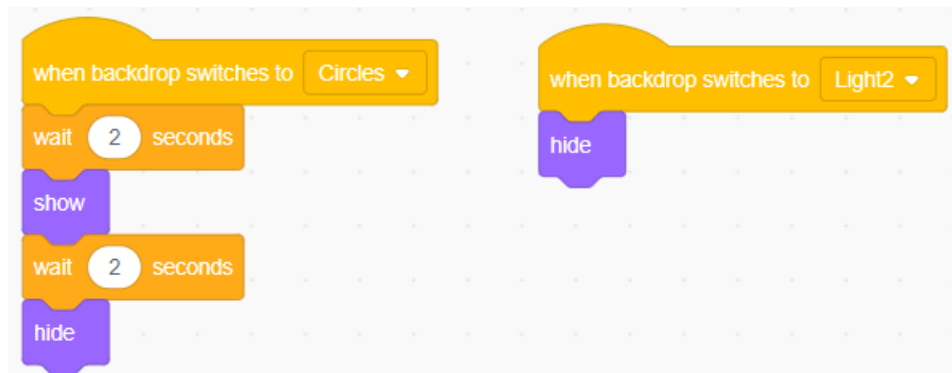 when backdrop switches to Circles
wait 2 seconds
show
wait 2 seconds
hide
when backdrop switches to Light2
hide